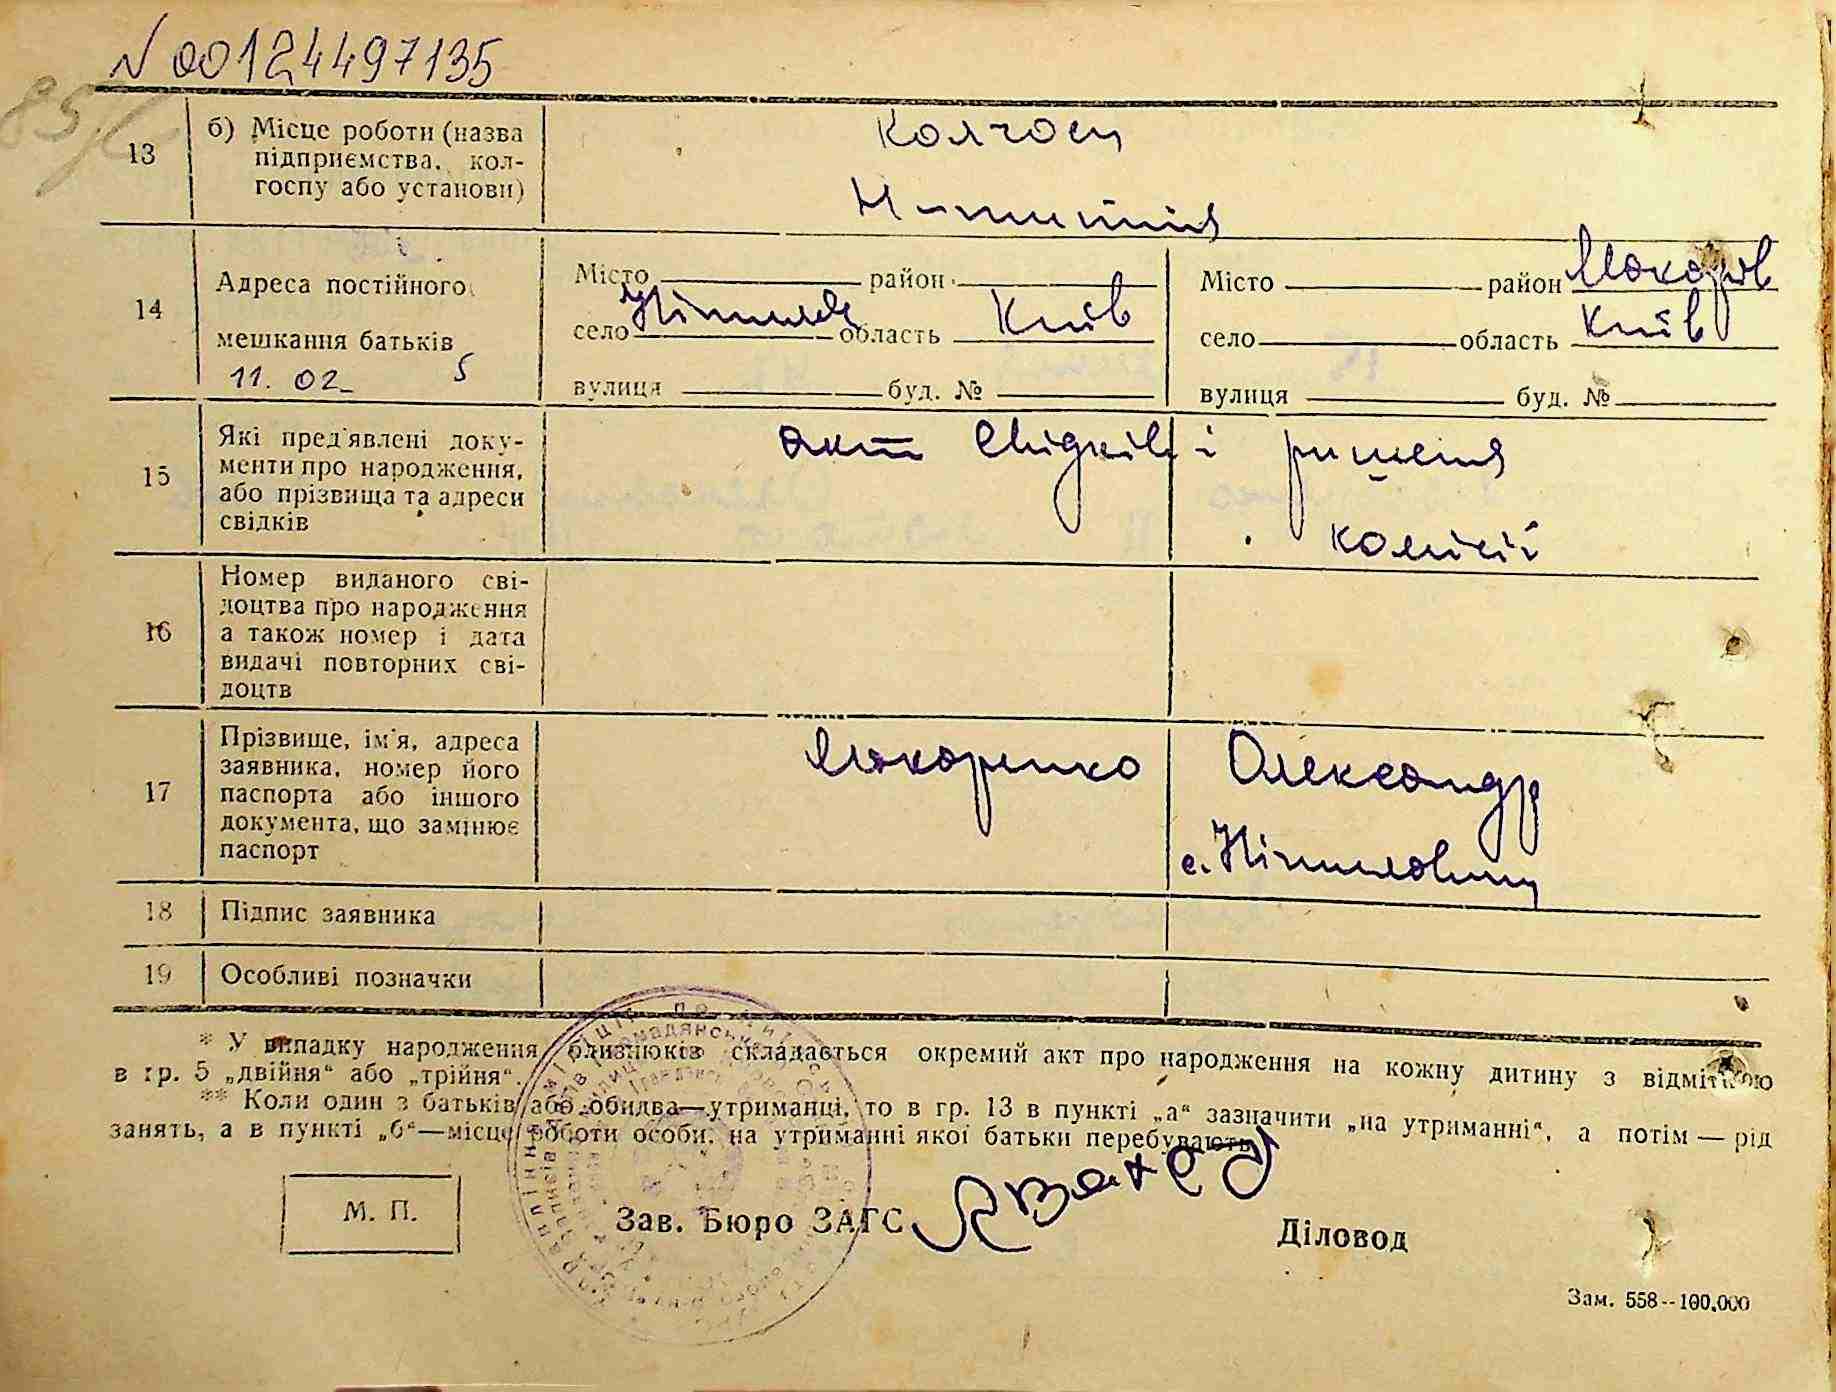 N 00124497135
13
б) Місце роботи (назва
підприємства, кол-
госпу або установи)
14
Адреса постійного
мешкання батьків
11. 02 5
Місто район
село область Київ
вулиця буд. №
Місто район Макарів
село область Київ
вулиця буд. №
15
Які пред'явлені доку-
менти про народження,
або прізвища та адреси
свідків
акт свідків і ришення
комісії
16
Номер виданого сві-
доцтва про народження
а також номер і дата
видачі повторних сві-
доцтв
17
Прізвище, ім'я, адреса
заявника, номер його
паспорта або іншого
документа, що замінює
паспорт
Макоренко Олександр
с. Ніжиловичі
18 Підпис заявника
19 Особливі позначки
* У випадку народження близнюків складається окремий акт про народження на кожну дитину з відміткою
в гр. 5 „двійня“ або „трійня“.
** Коли один з батьків або обидва—утриманці, то в гр. 13 в пункті „а“ зазначити „на утриманні“, а потім — рід
занять, а в пункті „б“—місце роботи особи, на утриманні якої батьки перебувають.
М. П.
Зав. Бюро ЗАГС
Діловод
Зам. 558--100.000